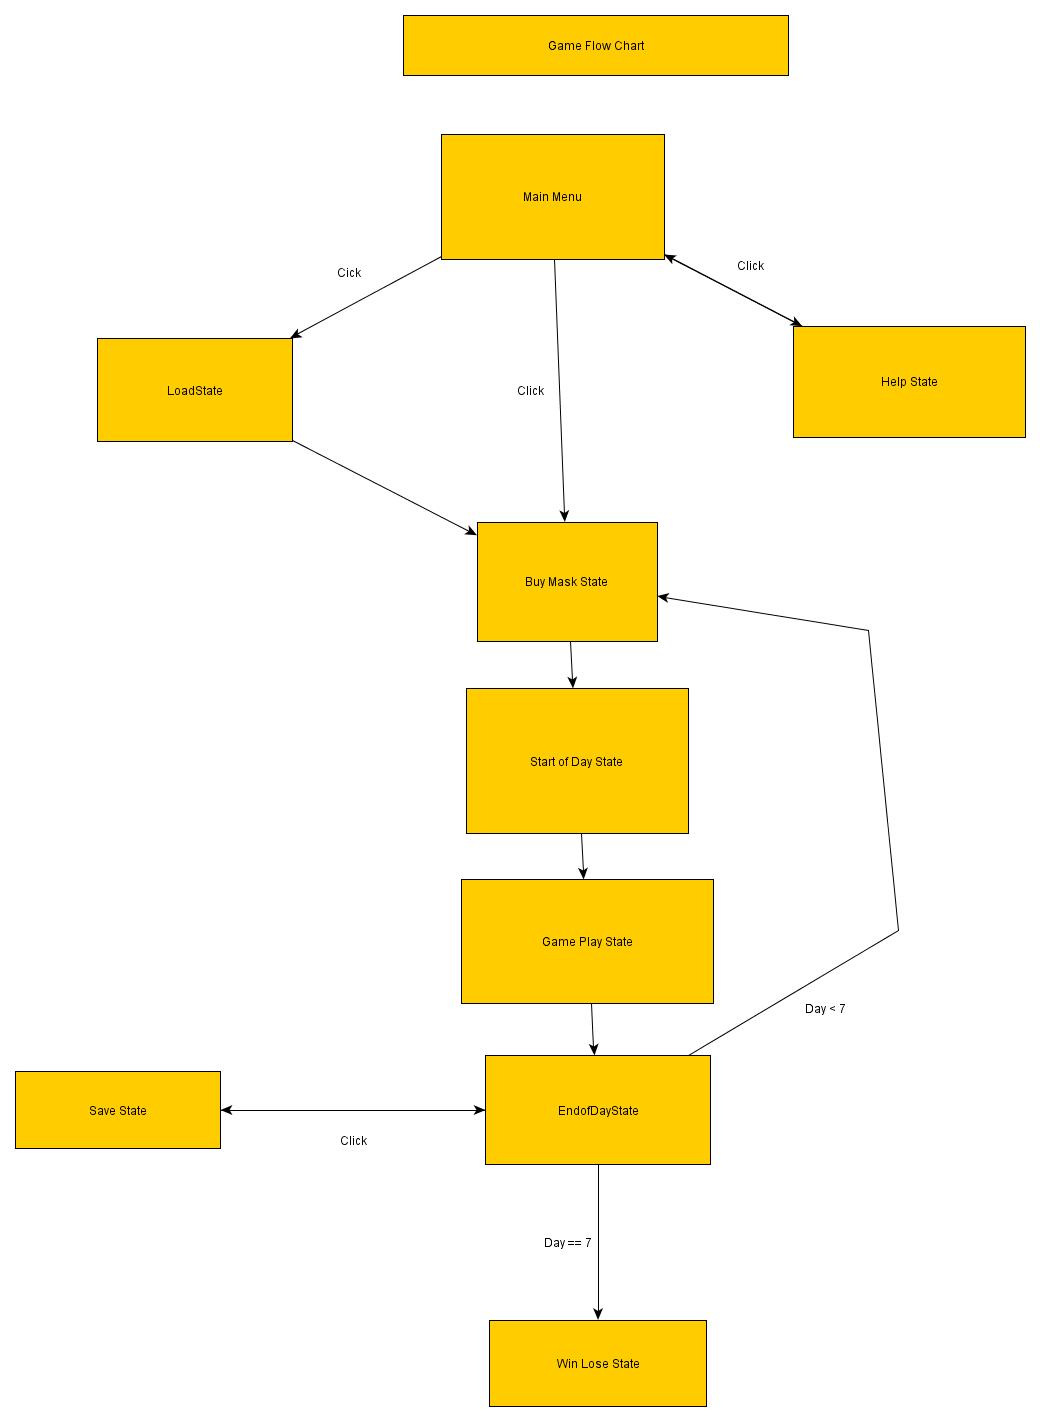 Game Flow Chart
Main Menu
Cick
Click
Click
LoadState
Help State
Buy Mask State
Start of Day State
Game Play State
Day < 7
EndofDayState
Save State
Click
Day == 7
Win Lose State